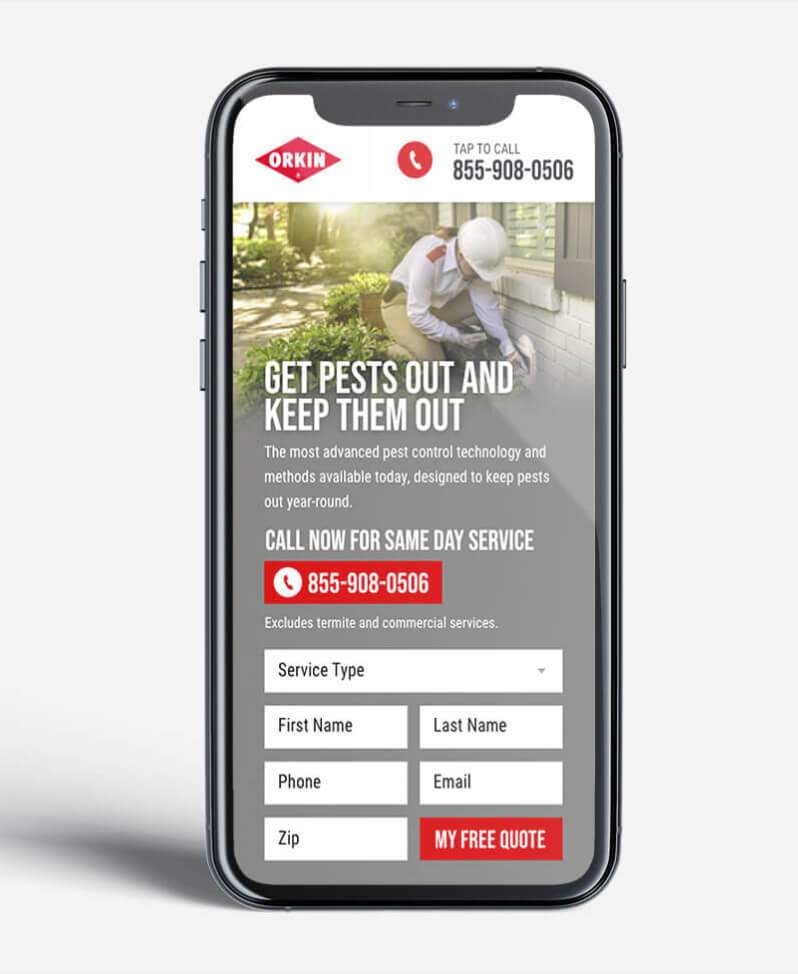 ORKIN
TAP TO CALL
855-908-0506
GET PESTS OUT AND
KEEP THEM OUT
The most advanced pest control technology and
methods available today, designed to keep pests
out year-round.
CALL NOW FOR SAME DAY SERVICE
855-908-0506
Excludes termite and commercial services.
Service Type
First Name
Last Name
Phone
Email
Zip
MY FREE QUOTE